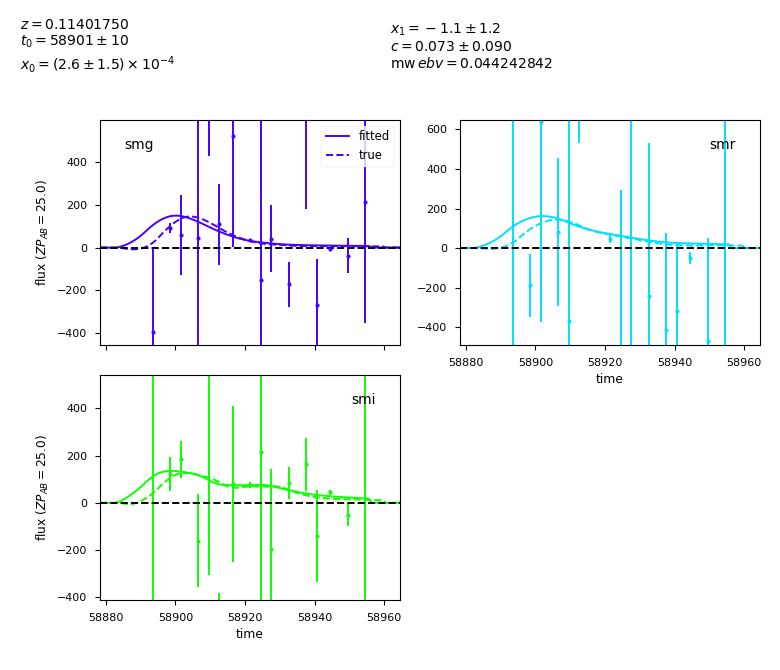 z = 0.11401750
t₀ = 58901 ± 10
x₀ = (2.6 ± 1.5) × 10⁻⁴
x₁ = −1.1 ± 1.2
c = 0.073 ± 0.090
mw ebv = 0.044242842
smg
fitted
true
400
200
0
−200
−400
flux (ZP_AB = 25.0)
smr
600
400
200
0
−200
−400
58880 58900 58920 58940 58960
time
smi
400
200
0
−200
−400
flux (ZP_AB = 25.0)
58880 58900 58920 58940 58960
time